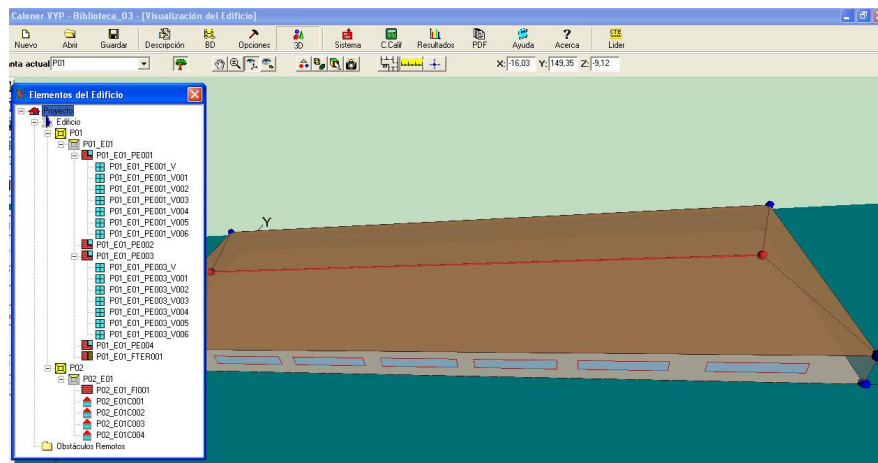 Calener VYP - Biblioteca_03 - [Visualización del Edificio]
Nuevo Abrir Guardar Descripción BD Opciones 3D Sistema C.Calif Resultados PDF Ayuda Acerca Lider
CTE
nta actual P01 X: -16,03 Y: 149,35 Z: -9,12
Elementos del Edificio
Proyecto
Edificio
P01
P01_E01
P01_E01_PE001
P01_E01_PE001_V
P01_E01_PE001_V001
P01_E01_PE001_V002
P01_E01_PE001_V003
P01_E01_PE001_V004
P01_E01_PE001_V005
P01_E01_PE001_V006
P01_E01_PE002
P01_E01_PE003
P01_E01_PE003_V
P01_E01_PE003_V001
P01_E01_PE003_V002
P01_E01_PE003_V003
P01_E01_PE003_V004
P01_E01_PE003_V005
P01_E01_PE003_V006
P01_E01_PE004
P01_E01_FTER001
P02
P02_E01
P02_E01_FI001
P02_E01C001
P02_E01C002
P02_E01C003
P02_E01C004
Obstáculos Remotos
Y